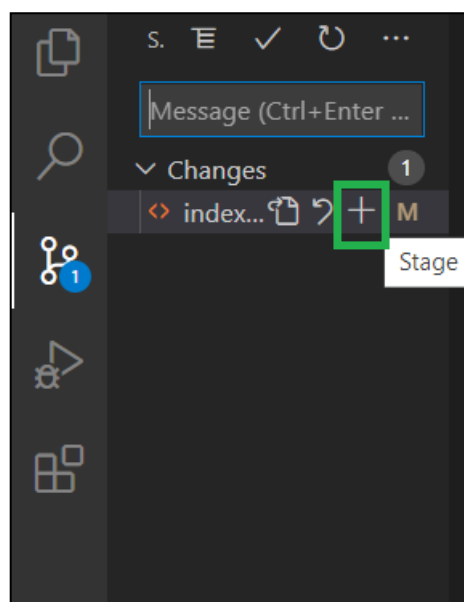 S.
Message (Ctrl+Enter ...
Changes 1
index... M
Stage
1